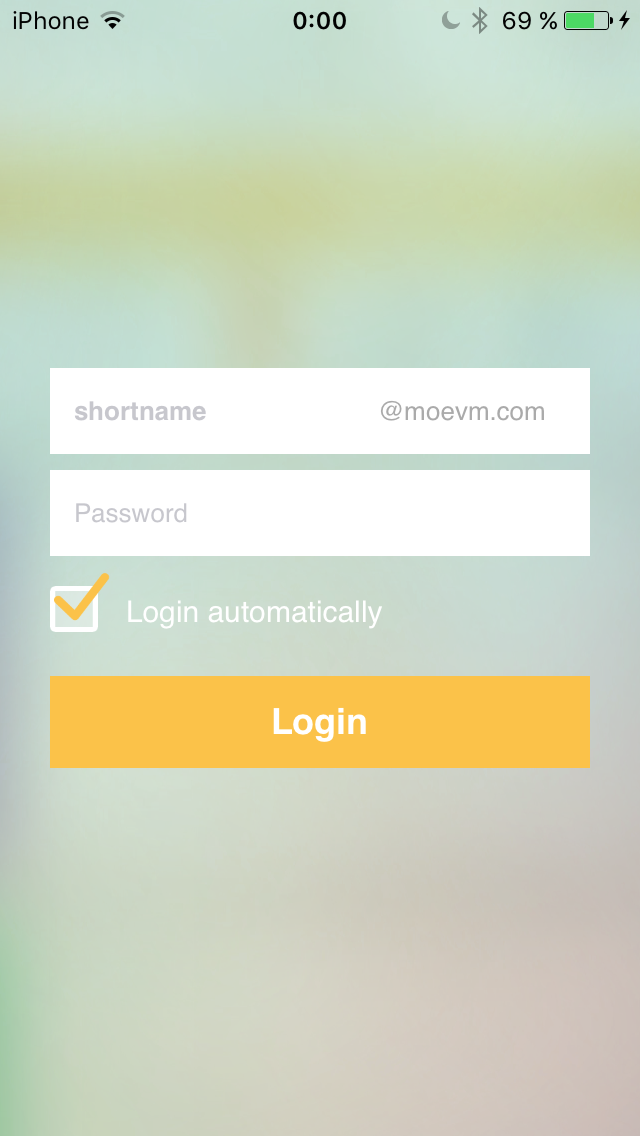 iPhone 0:00 69 %
shortname @moevm.com
Password
Login automatically
Login